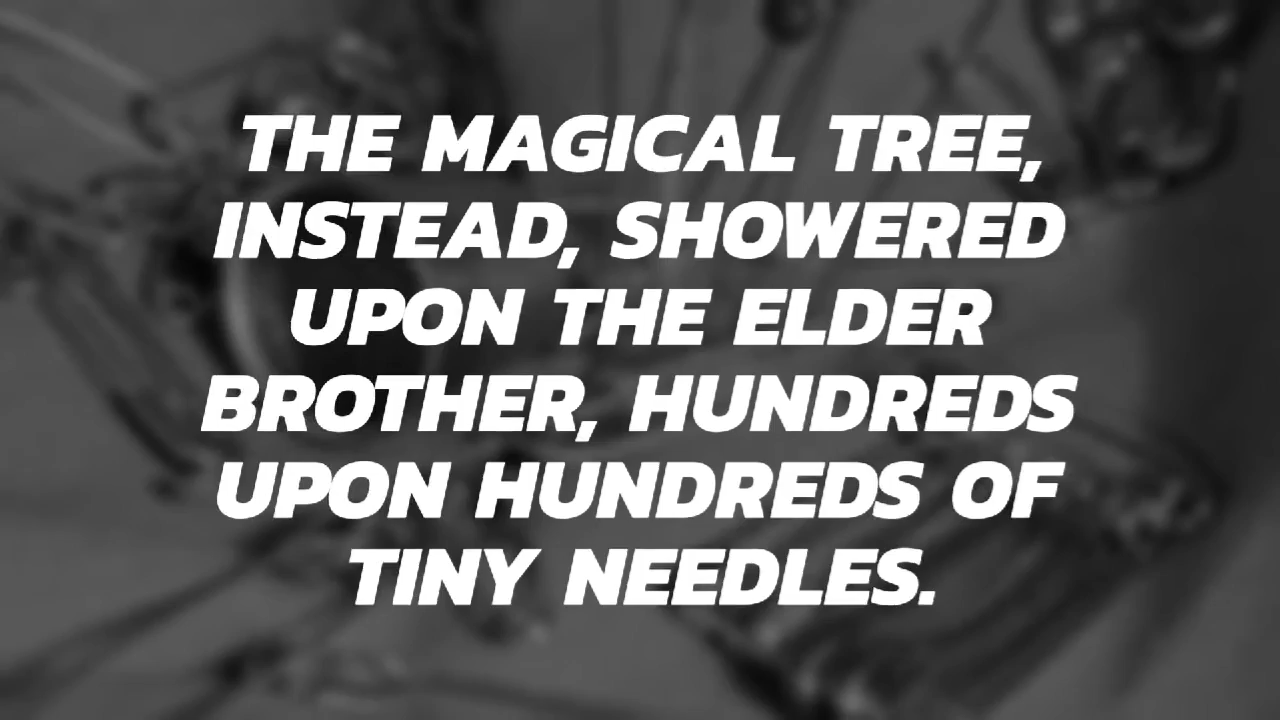 THE MAGICAL TREE,
INSTEAD, SHOWERED
UPON THE ELDER
BROTHER, HUNDREDS
UPON HUNDREDS OF
TINY NEEDLES.